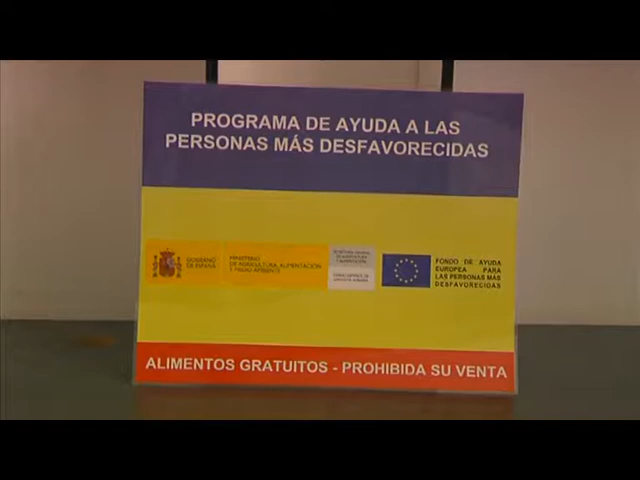 PROGRAMA DE AYUDA A LAS
PERSONAS MÁS DESFAVORECIDAS
GOBIERNO
DE ESPAÑA
MINISTERIO
DE AGRICULTURA, ALIMENTACIÓN
Y MEDIO AMBIENTE
FONDO DE AYUDA
EUROPEA PARA
LAS PERSONAS MÁS
DESFAVORECIDAS
ALIMENTOS GRATUITOS - PROHIBIDA SU VENTA